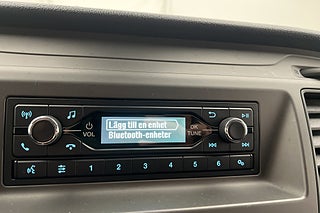 Lägg till en enhet
Bluetooth-enheter
VOL
OK
TUNE
1 2 3 4 5 6